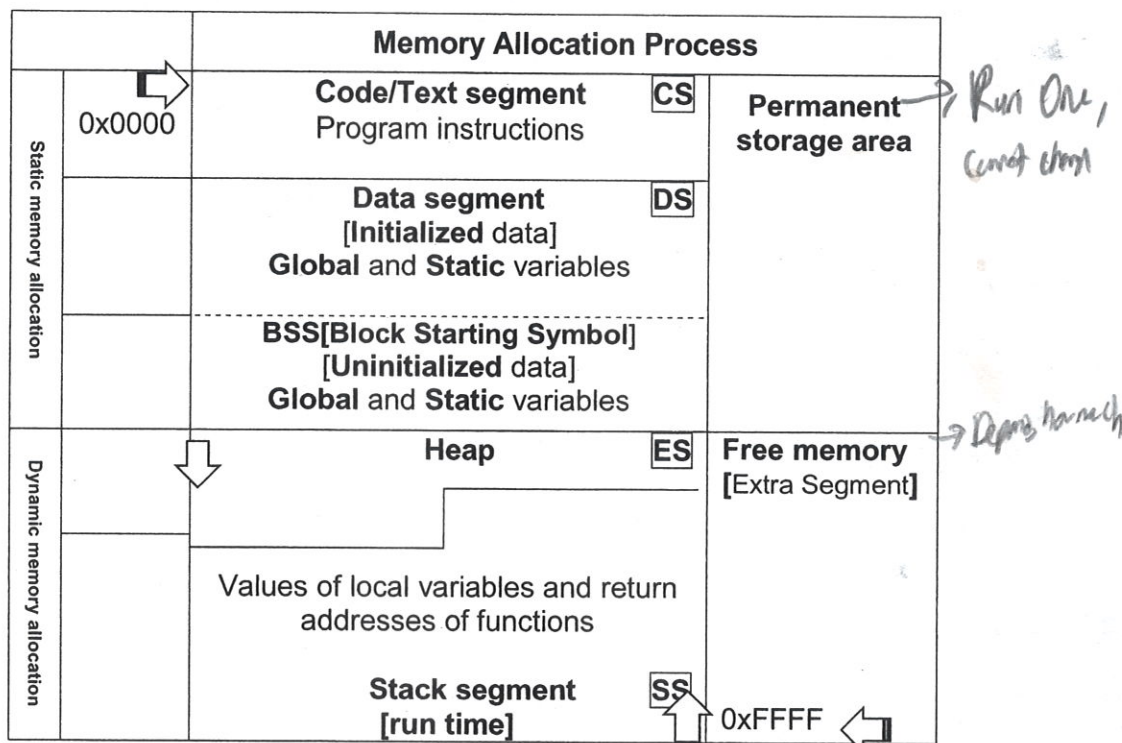 Memory Allocation Process
Static memory allocation
0x0000
Code/Text segment
CS
Program instructions
Permanent
storage area
Run One,
cannot
Data segment
DS
[Initialized data]
Global and Static variables
BSS[Block Starting Symbol]
[Uninitialized data]
Global and Static variables
Dynamic memory allocation
Heap
ES
Free memory
[Extra Segment]
Values of local variables and return
addresses of functions
Stack segment
SS
[run time]
0xFFFF